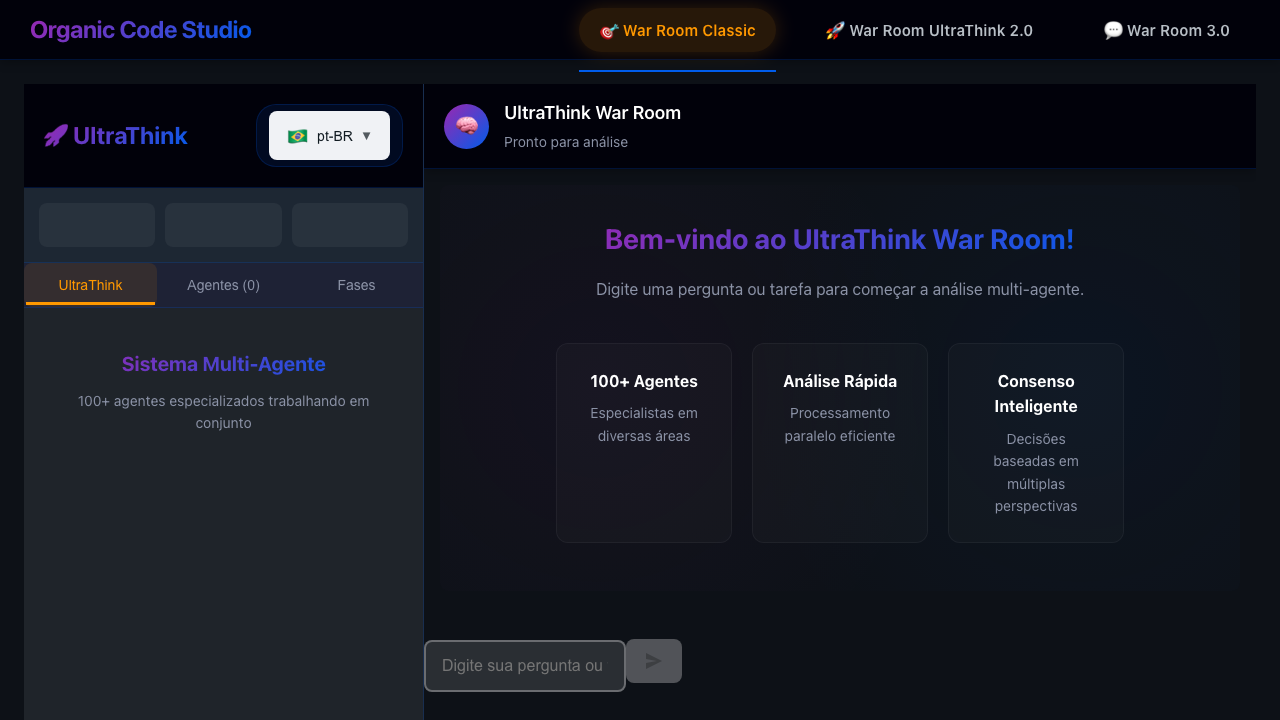 Organic Code Studio
🎯 War Room Classic
🚀 War Room UltraThink 2.0
💬 War Room 3.0
🚀 UltraThink
🇧🇷 pt-BR ▼
UltraThink
Agentes (0)
Fases
Sistema Multi-Agente
100+ agentes especializados trabalhando em
conjunto
UltraThink War Room
Pronto para análise
Bem-vindo ao UltraThink War Room!
Digite uma pergunta ou tarefa para começar a análise multi-agente.
100+ Agentes
Especialistas em
diversas áreas
Análise Rápida
Processamento
paralelo eficiente
Consenso
Inteligente
Decisões
baseadas em
múltiplas
perspectivas
Digite sua pergunta ou